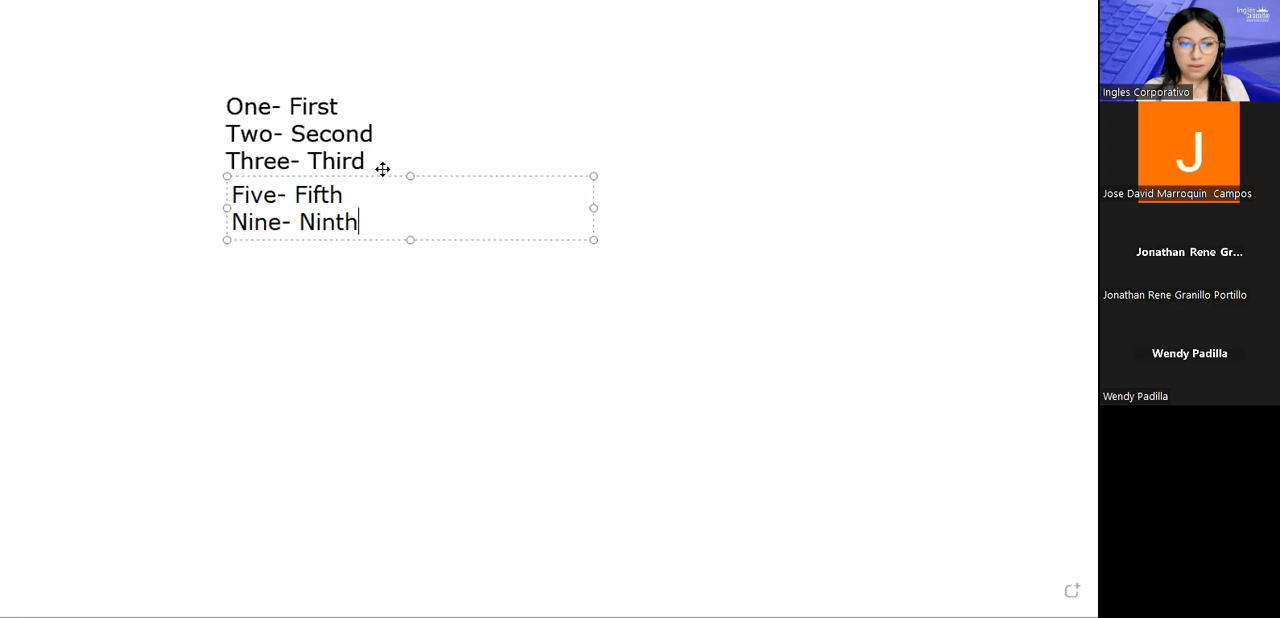 One- First
Two- Second
Three- Third
Five- Fifth
Nine- Ninth
Ingles
Ingles Corporativo
J
Jose David Marroquin Campos
Jonathan Rene Gr...
Jonathan Rene Granillo Portillo
Wendy Padilla
Wendy Padilla